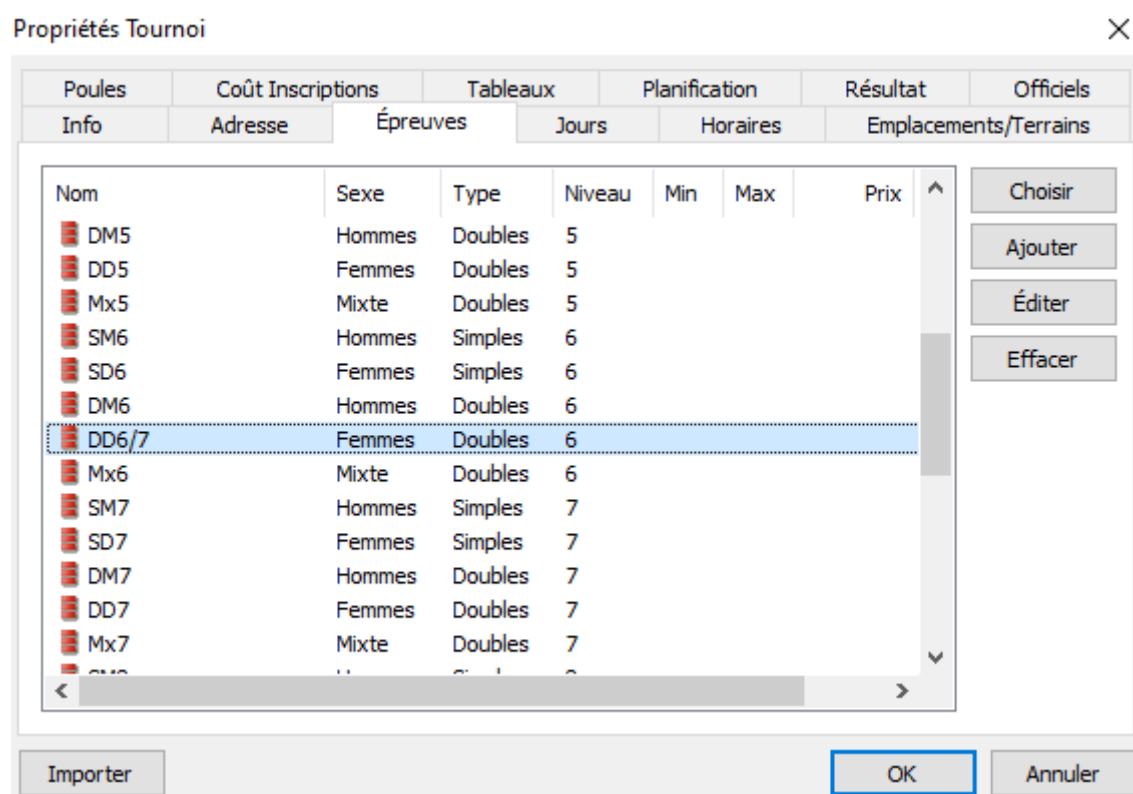 Propriétés Tournoi
Poules Coût Inscriptions Tableaux Planification Résultat Officiels
Info Adresse Épreuves Jours Horaires Emplacements/Terrains
Nom Sexe Type Niveau Min Max Prix
DM5 Hommes Doubles 5
DD5 Femmes Doubles 5
Mx5 Mixte Doubles 5
SM6 Hommes Simples 6
SD6 Femmes Simples 6
DM6 Hommes Doubles 6
DD6/7 Femmes Doubles 6
Mx6 Mixte Doubles 6
SM7 Hommes Simples 7
SD7 Femmes Simples 7
DM7 Hommes Doubles 7
DD7 Femmes Doubles 7
Mx7 Mixte Doubles 7
Choisir
Ajouter
Éditer
Effacer
Importer OK Annuler